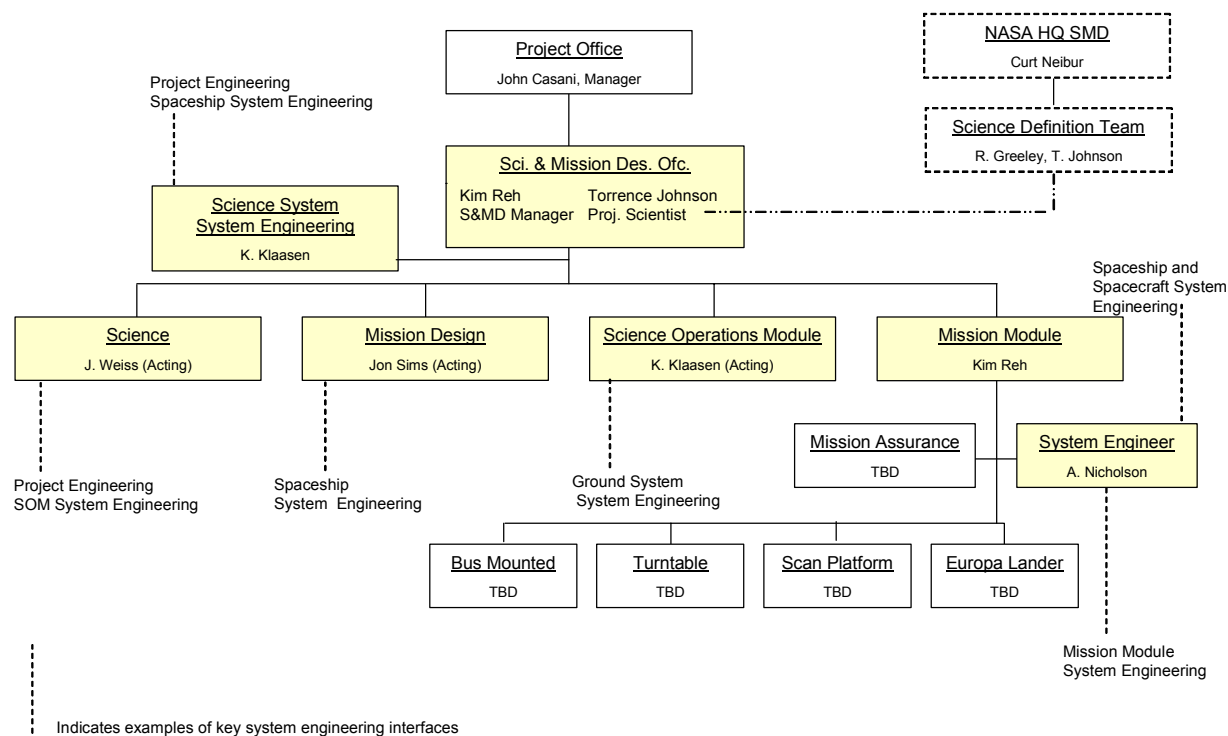 Project Office
John Casani, Manager
NASA HQ SMD
Curt Neibur
Project Engineering
Spaceship System Engineering
Science Definition Team
R. Greeley, T. Johnson
Sci. & Mission Des. Ofc.
Kim Reh Torrence Johnson
S&MD Manager Proj. Scientist
Science System
System Engineering
K. Klaasen
Spaceship and
Spacecraft System
Engineering
Science
J. Weiss (Acting)
Mission Design
Jon Sims (Acting)
Science Operations Module
K. Klaasen (Acting)
Mission Module
Kim Reh
Mission Assurance
TBD
System Engineer
A. Nicholson
Project Engineering
SOM System Engineering
Spaceship
System Engineering
Ground System
System Engineering
Bus Mounted
TBD
Turntable
TBD
Scan Platform
TBD
Europa Lander
TBD
Mission Module
System Engineering
Indicates examples of key system engineering interfaces